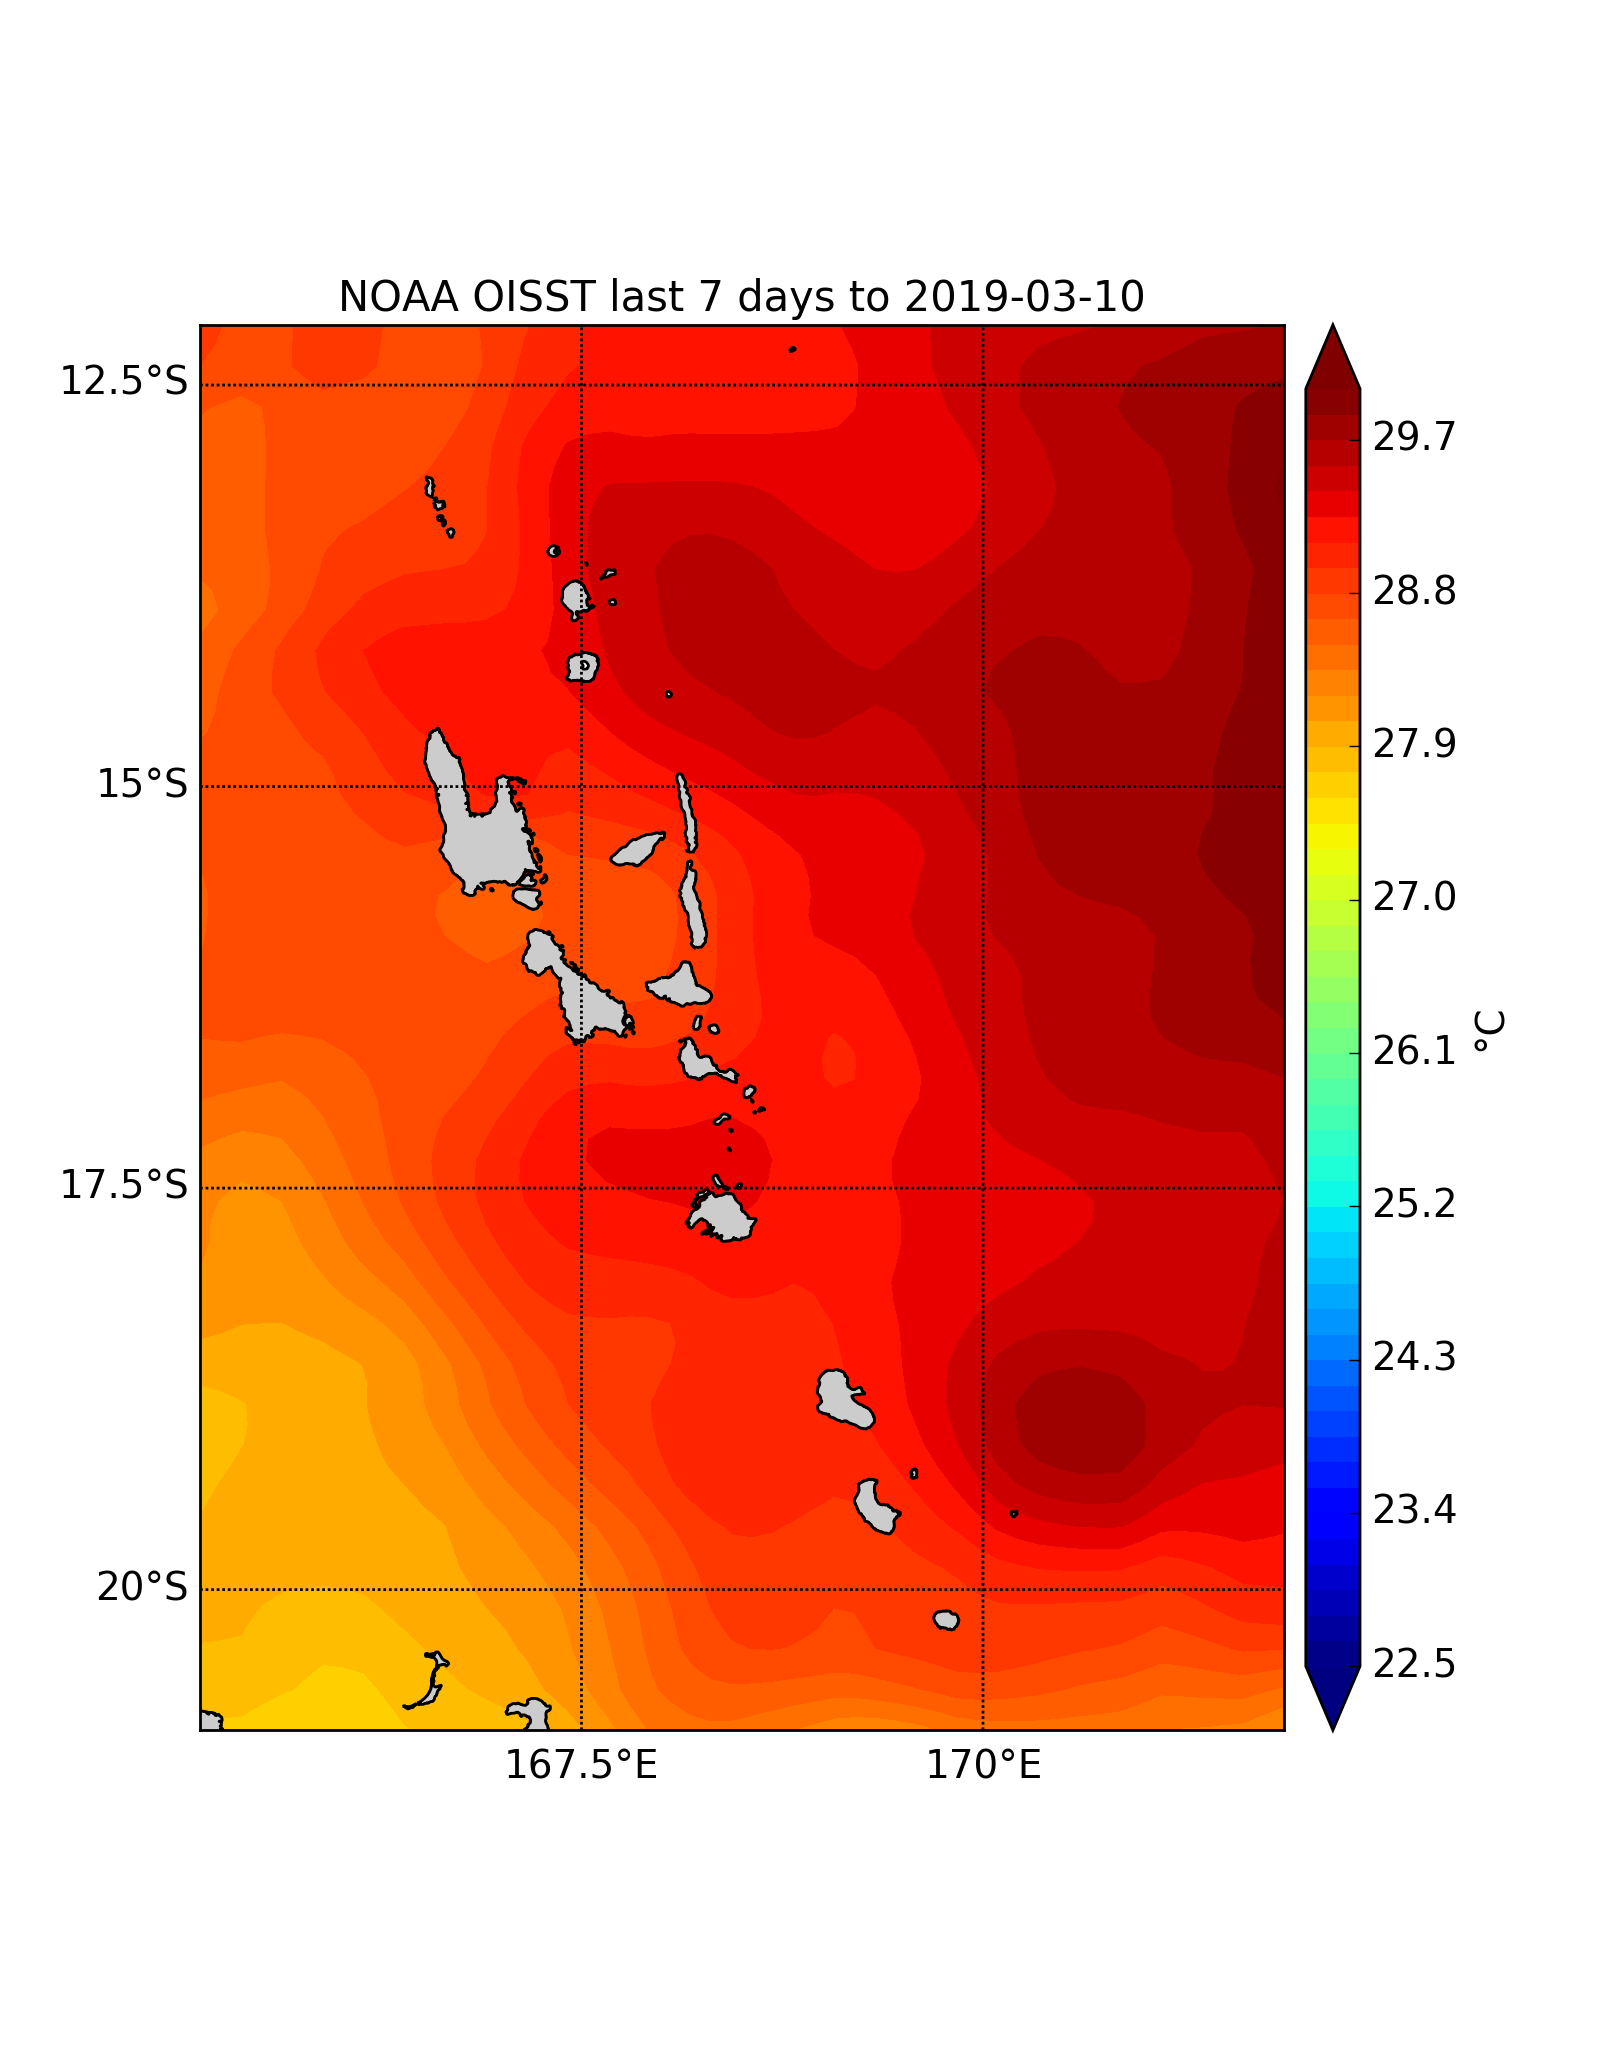 NOAA OISST last 7 days to 2019-03-10
12.5°S
15°S
17.5°S
20°S
167.5°E
170°E
29.7
28.8
27.9
27.0
26.1
25.2
24.3
23.4
22.5
°C